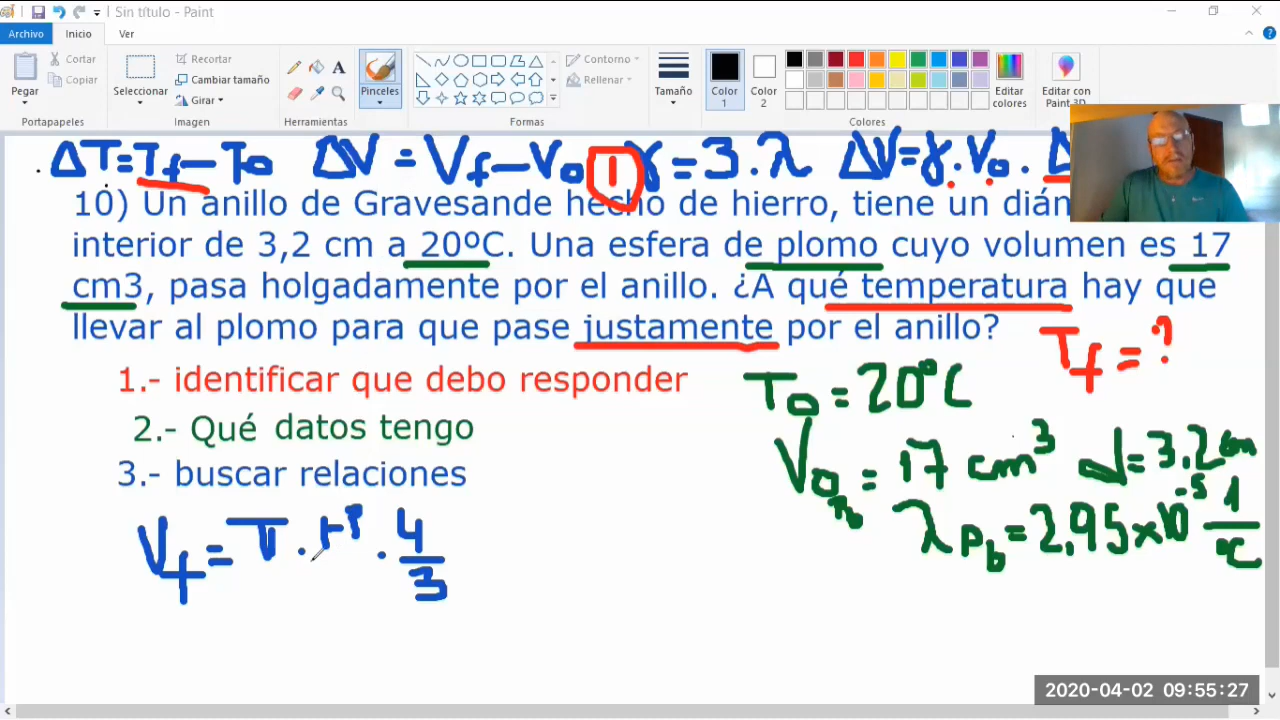 Sin título - Paint
Archivo Inicio Ver
Pegar
Cortar
Copiar
Portapapeles
Seleccionar
Recortar
Cambiar tamaño
Girar
Imagen
A
Herramientas
Pinceles
Contorno
Rellenar
Formas
Tamaño
Color 1
Color 2
Editar colores
Editar con Paint 3D
Colores
ΔT=Tf-To ΔV=Vf-Vo 1 γ=3.λ ΔV=γ.Vo.Δ
10) Un anillo de Gravesande hecho de hierro, tiene un diám
interior de 3,2 cm a 20ºC. Una esfera de plomo cuyo volumen es 17
cm3, pasa holgadamente por el anillo. ¿A qué temperatura hay que
llevar al plomo para que pase justamente por el anillo?
Tf=?
1.- identificar que debo responder
To=20°C
2.- Qué datos tengo
Vo Pb = 17 cm³ d=3.2cm
3.- buscar relaciones
λPb=2,95x10⁻⁵ 1/°C
Vf=π.r³.4/3
2020-04-02 09:55:27